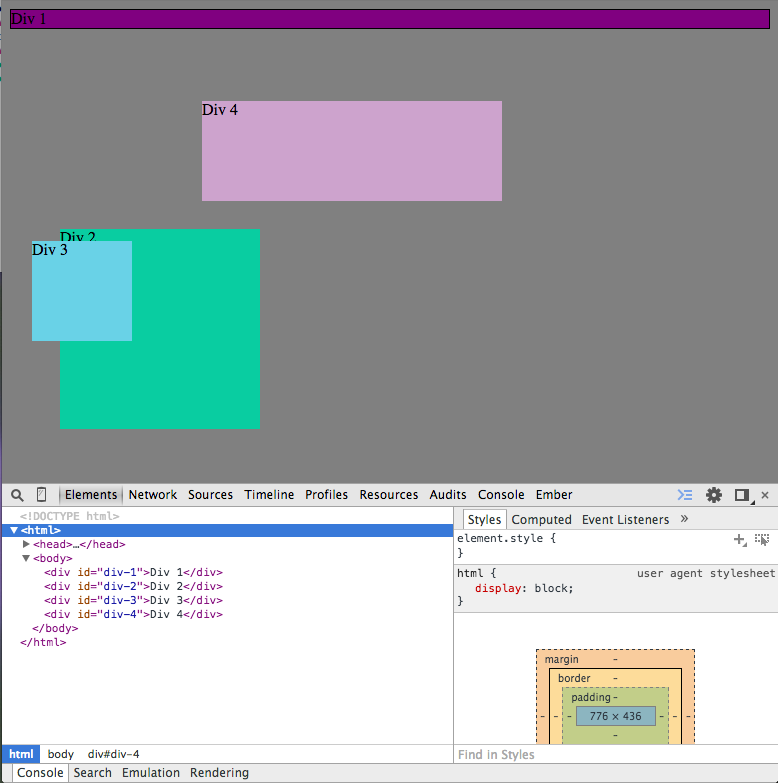 Div 1
Div 4
Div 2
Div 3
Elements Network Sources Timeline Profiles Resources Audits Console Ember
<!DOCTYPE html>
<html>
<head>…</head>
<body>
<div id="div-1">Div 1</div>
<div id="div-2">Div 2</div>
<div id="div-3">Div 3</div>
<div id="div-4">Div 4</div>
</body>
</html>
Styles Computed Event Listeners »
element.style {
}
html { user agent stylesheet
display: block;
}
margin -
border -
padding -
- - - 776 × 436 - - -
-
html body div#div-4
Find in Styles
Console Search Emulation Rendering